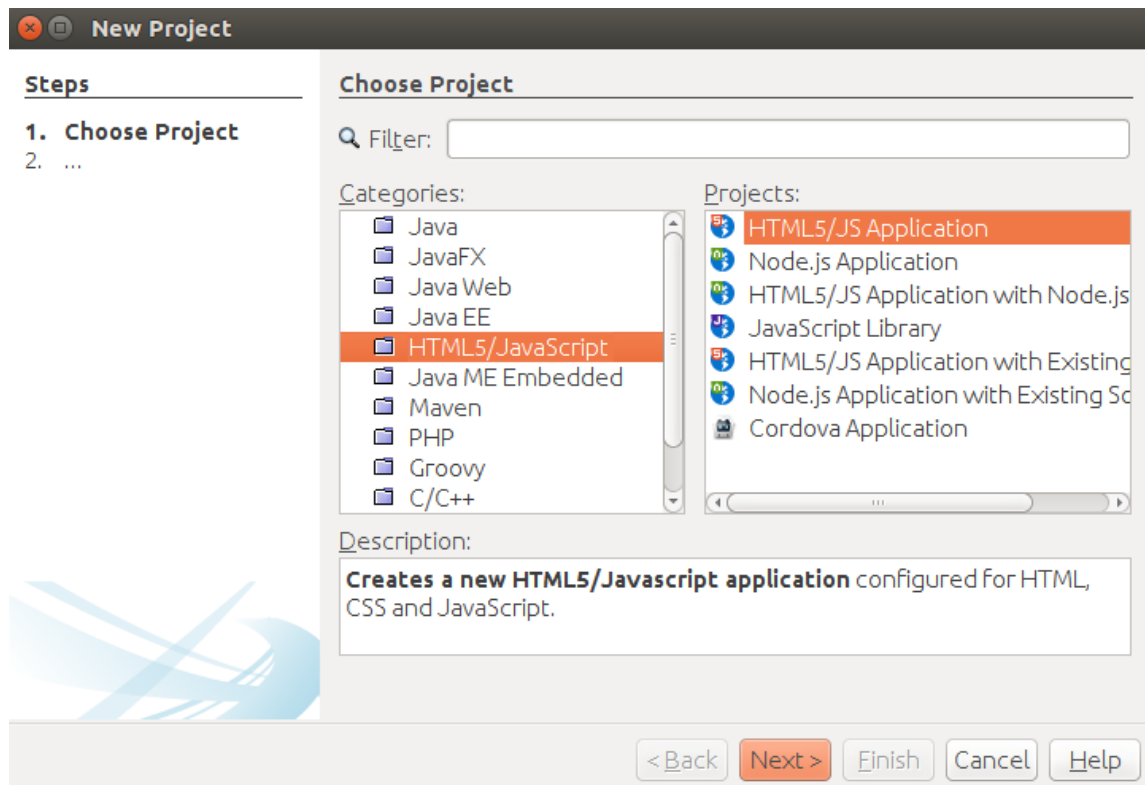 New Project
Steps
1. Choose Project
2. ...
Choose Project
Filter:
Categories:
Java
JavaFX
Java Web
Java EE
HTML5/JavaScript
Java ME Embedded
Maven
PHP
Groovy
C/C++
Projects:
HTML5/JS Application
Node.js Application
HTML5/JS Application with Node.js
JavaScript Library
HTML5/JS Application with Existing
Node.js Application with Existing Sc
Cordova Application
Description:
Creates a new HTML5/Javascript application configured for HTML,
CSS and JavaScript.
< Back Next > Finish Cancel Help